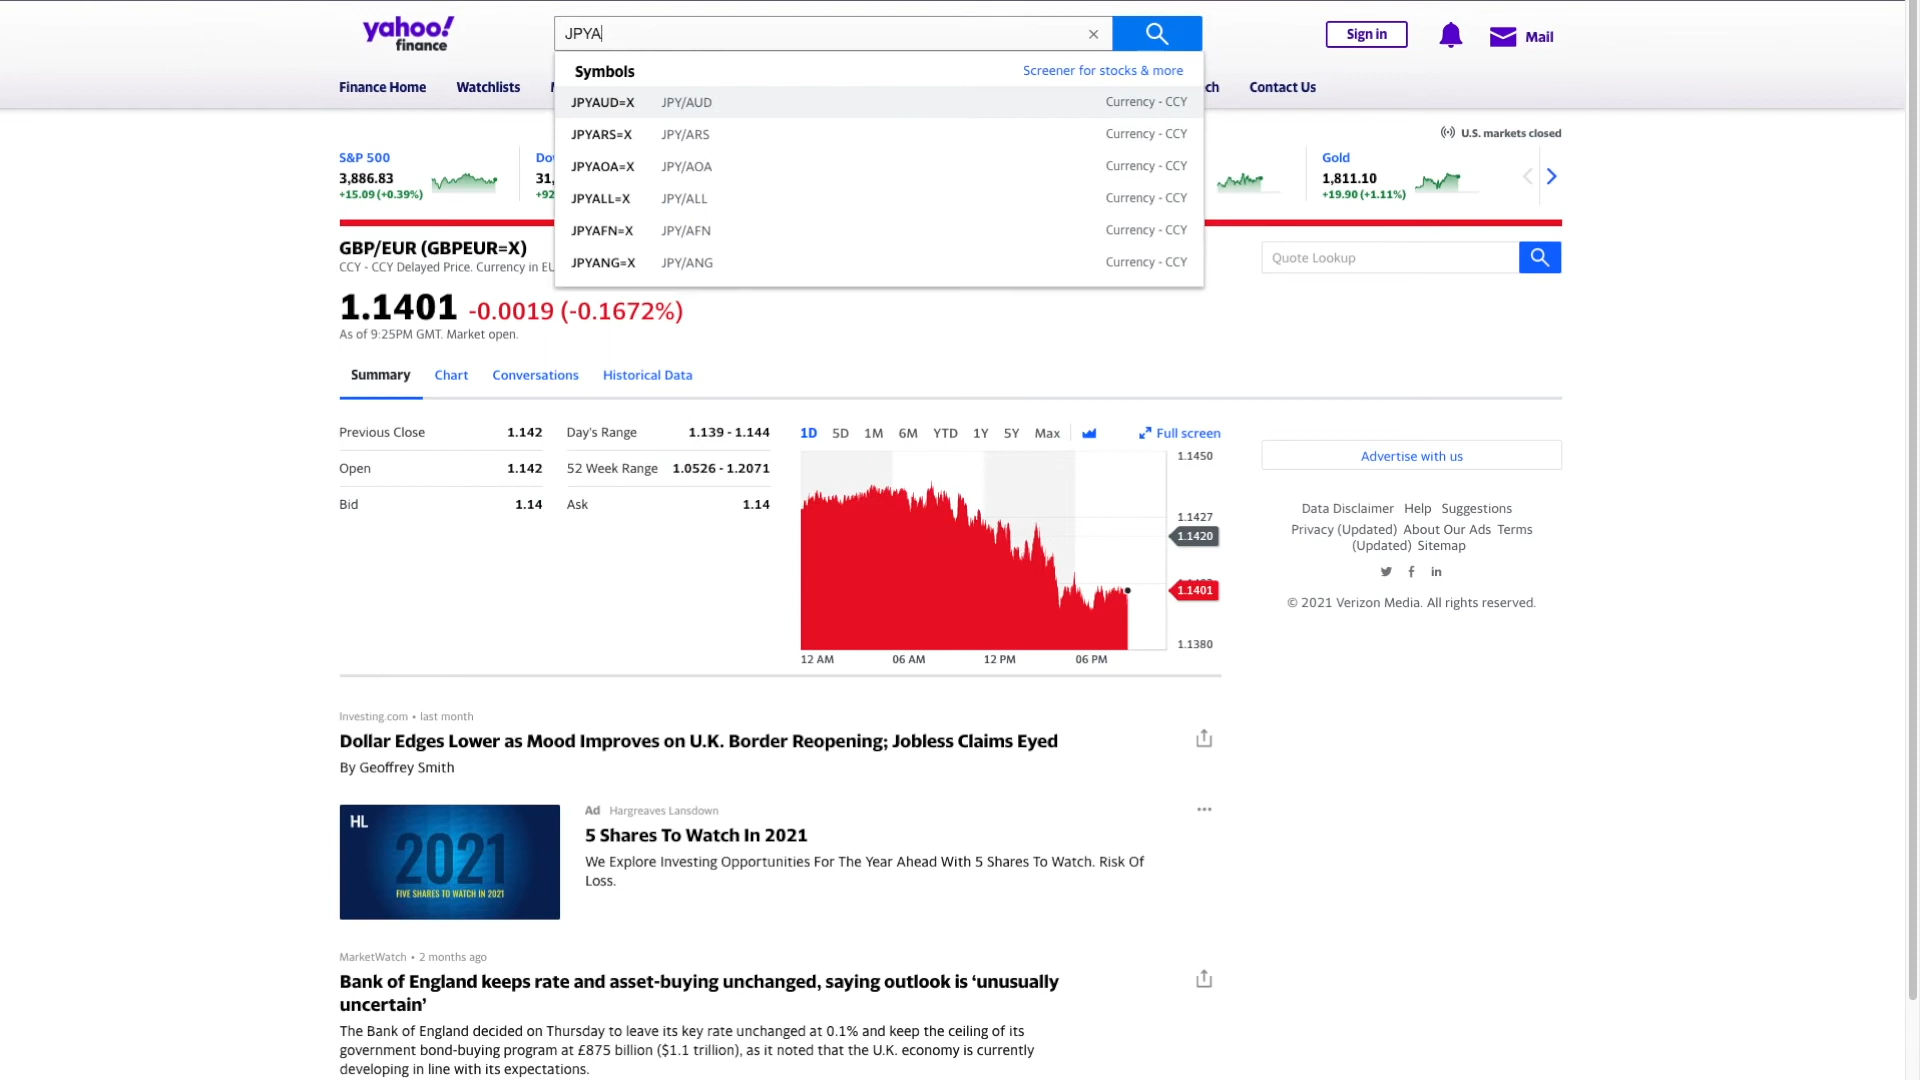 yahoo!
finance
JPYA
Sign in
Mail
Symbols
Screener for stocks & more
Finance Home
Watchlists
Contact Us
JPYAUD=X JPY/AUD Currency - CCY
JPYARS=X JPY/ARS Currency - CCY
JPYAOA=X JPY/AOA Currency - CCY
JPYALL=X JPY/ALL Currency - CCY
JPYAFN=X JPY/AFN Currency - CCY
JPYANG=X JPY/ANG Currency - CCY
U.S. markets closed
S&P 500
3,886.83
+15.09 (+0.39%)
Gold
1,811.10
+19.90 (+1.11%)
GBP/EUR (GBPEUR=X)
CCY - CCY Delayed Price. Currency in EU
Quote Lookup
1.1401 -0.0019 (-0.1672%)
As of 9:25PM GMT. Market open.
Summary Chart Conversations Historical Data
Previous Close 1.142
Open 1.142
Bid 1.14
Day's Range 1.139 - 1.144
52 Week Range 1.0526 - 1.2071
Ask 1.14
1D 5D 1M 6M YTD 1Y 5Y Max
Full screen
1.1450
1.1427
1.1420
1.1401
1.1380
12 AM 06 AM 12 PM 06 PM
Advertise with us
Data Disclaimer Help Suggestions
Privacy (Updated) About Our Ads Terms
(Updated) Sitemap
© 2021 Verizon Media. All rights reserved.
Investing.com • last month
Dollar Edges Lower as Mood Improves on U.K. Border Reopening; Jobless Claims Eyed
By Geoffrey Smith
HL
2021
FIVE SHARES TO WATCH IN 2021
Ad Hargreaves Lansdown
5 Shares To Watch In 2021
We Explore Investing Opportunities For The Year Ahead With 5 Shares To Watch. Risk Of
Loss.
MarketWatch • 2 months ago
Bank of England keeps rate and asset-buying unchanged, saying outlook is ‘unusually
uncertain’
The Bank of England decided on Thursday to leave its key rate unchanged at 0.1% and keep the ceiling of its
government bond-buying program at £875 billion ($1.1 trillion), as it noted that the U.K. economy is currently
developing in line with its expectations.